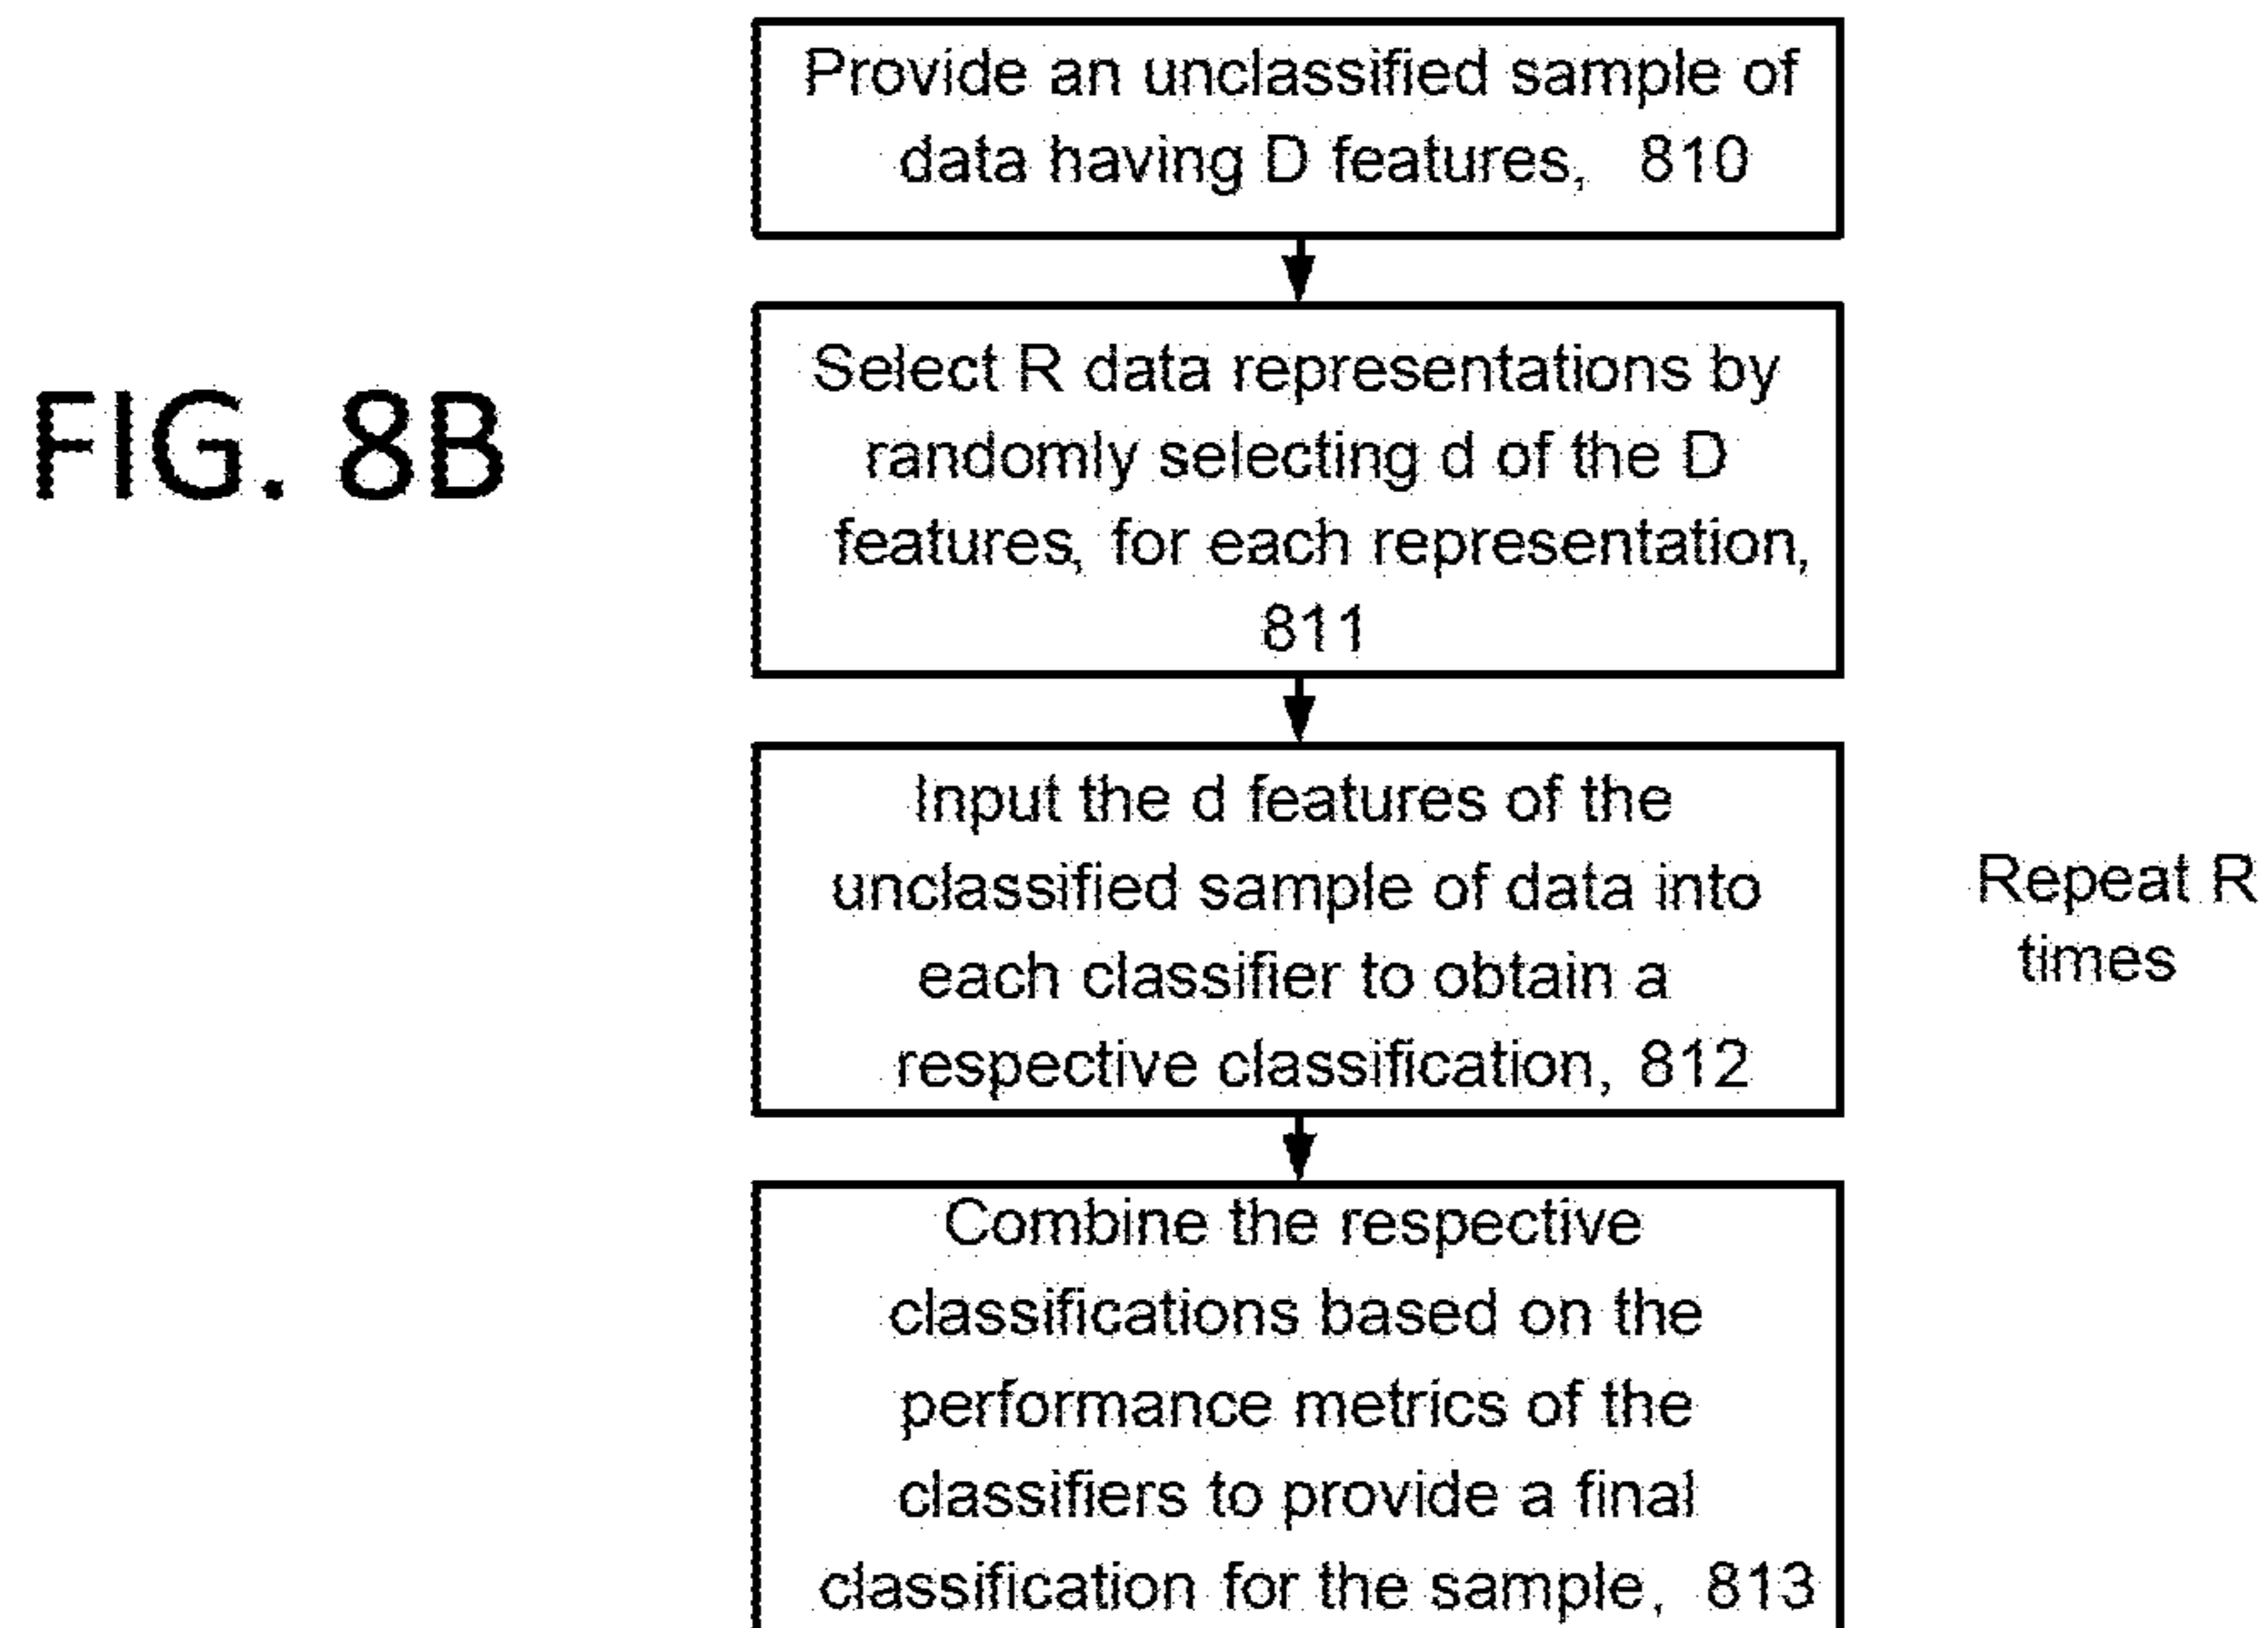 Provide an unclassified sample of
data having D features, 810
FIG. 8B
Select R data representations by
randomly selecting d of the D
features, for each representation,
811
Input the d features of the
unclassified sample of data into
each classifier to obtain a
respective classification, 812
Repeat R
times
Combine the respective
classifications based on the
performance metrics of the
classifiers to provide a final
classification for the sample, 813